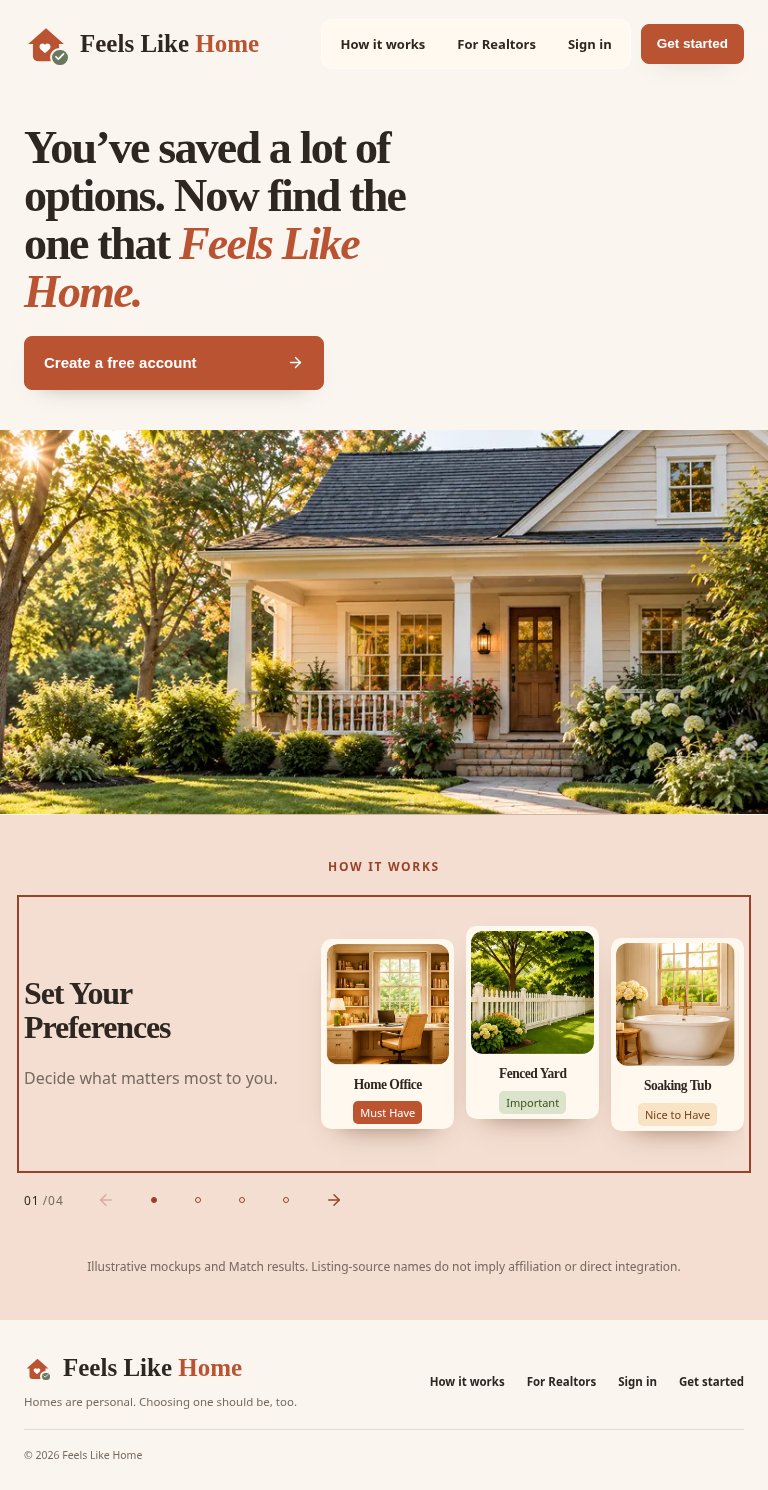 Feels Like Home
How it works
For Realtors
Sign in
Get started
You’ve saved a lot of
options. Now find the
one that Feels Like
Home.
Create a free account
HOW IT WORKS
Set Your
Preferences
Decide what matters most to you.
Home Office
Must Have
Fenced Yard
Important
Soaking Tub
Nice to Have
01 /04
Illustrative mockups and Match results. Listing-source names do not imply affiliation or direct integration.
Feels Like Home
Homes are personal. Choosing one should be, too.
How it works
For Realtors
Sign in
Get started
© 2026 Feels Like Home